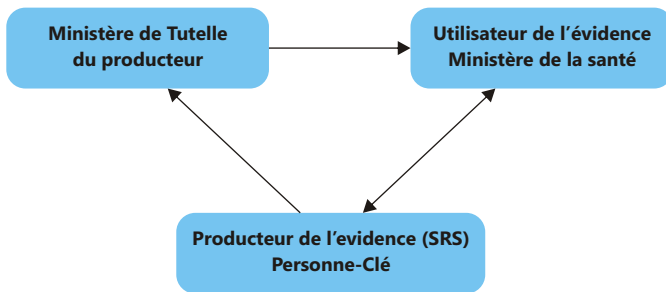 Ministère de Tutelle
du producteur
Utilisateur de l’évidence
Ministère de la santé
Producteur de l’evidence (SRS)
Personne-Clé